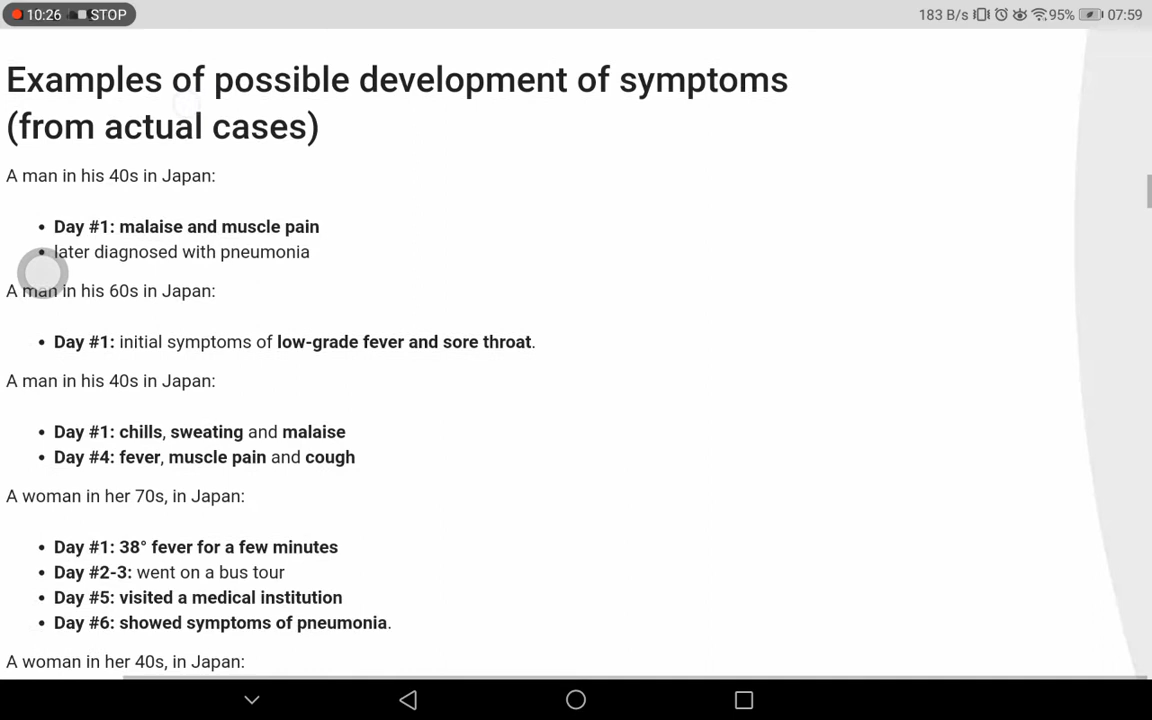 10:26 STOP 183 B/s 95% 07:59
Examples of possible development of symptoms
(from actual cases)
A man in his 40s in Japan:
• Day #1: malaise and muscle pain
• later diagnosed with pneumonia
A man in his 60s in Japan:
• Day #1: initial symptoms of low-grade fever and sore throat.
A man in his 40s in Japan:
• Day #1: chills, sweating and malaise
• Day #4: fever, muscle pain and cough
A woman in her 70s, in Japan:
• Day #1: 38° fever for a few minutes
• Day #2-3: went on a bus tour
• Day #5: visited a medical institution
• Day #6: showed symptoms of pneumonia.
A woman in her 40s, in Japan: